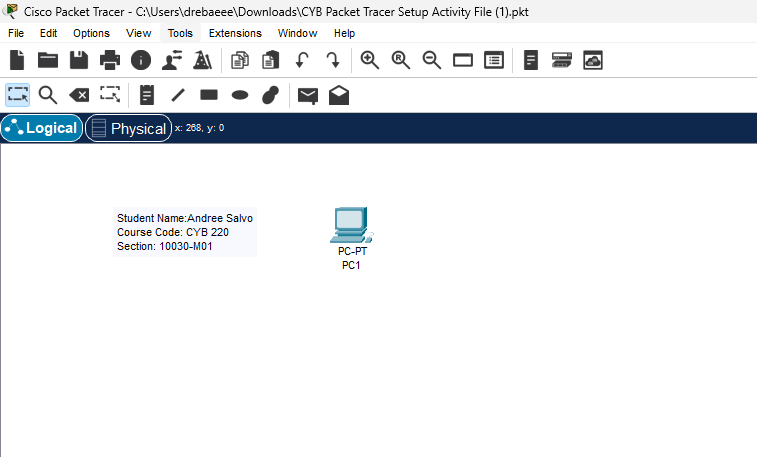 Cisco Packet Tracer - C:\Users\drebaeee\Downloads\CYB Packet Tracer Setup Activity File (1).pkt
File Edit Options View Tools Extensions Window Help
Logical Physical x: 268, y: 0
Student Name:Andree Salvo
Course Code: CYB 220
Section: 10030-M01
PC-PT
PC1